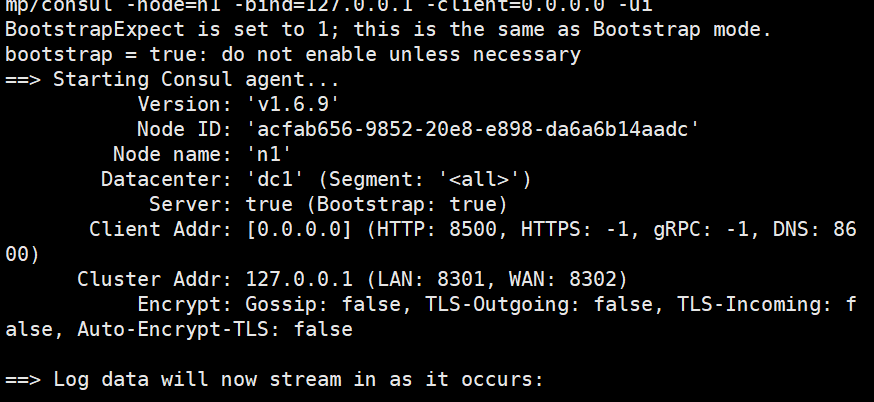 mp/consul -node=n1 -bind=127.0.0.1 -client=0.0.0.0 -ui
BootstrapExpect is set to 1; this is the same as Bootstrap mode.
bootstrap = true: do not enable unless necessary
==> Starting Consul agent...
           Version: 'v1.6.9'
           Node ID: 'acfab656-9852-20e8-e898-da6a6b14aadc'
         Node name: 'n1'
        Datacenter: 'dc1' (Segment: '<all>')
            Server: true (Bootstrap: true)
       Client Addr: [0.0.0.0] (HTTP: 8500, HTTPS: -1, gRPC: -1, DNS: 86
00)
      Cluster Addr: 127.0.0.1 (LAN: 8301, WAN: 8302)
           Encrypt: Gossip: false, TLS-Outgoing: false, TLS-Incoming: f
alse, Auto-Encrypt-TLS: false
==> Log data will now stream in as it occurs: